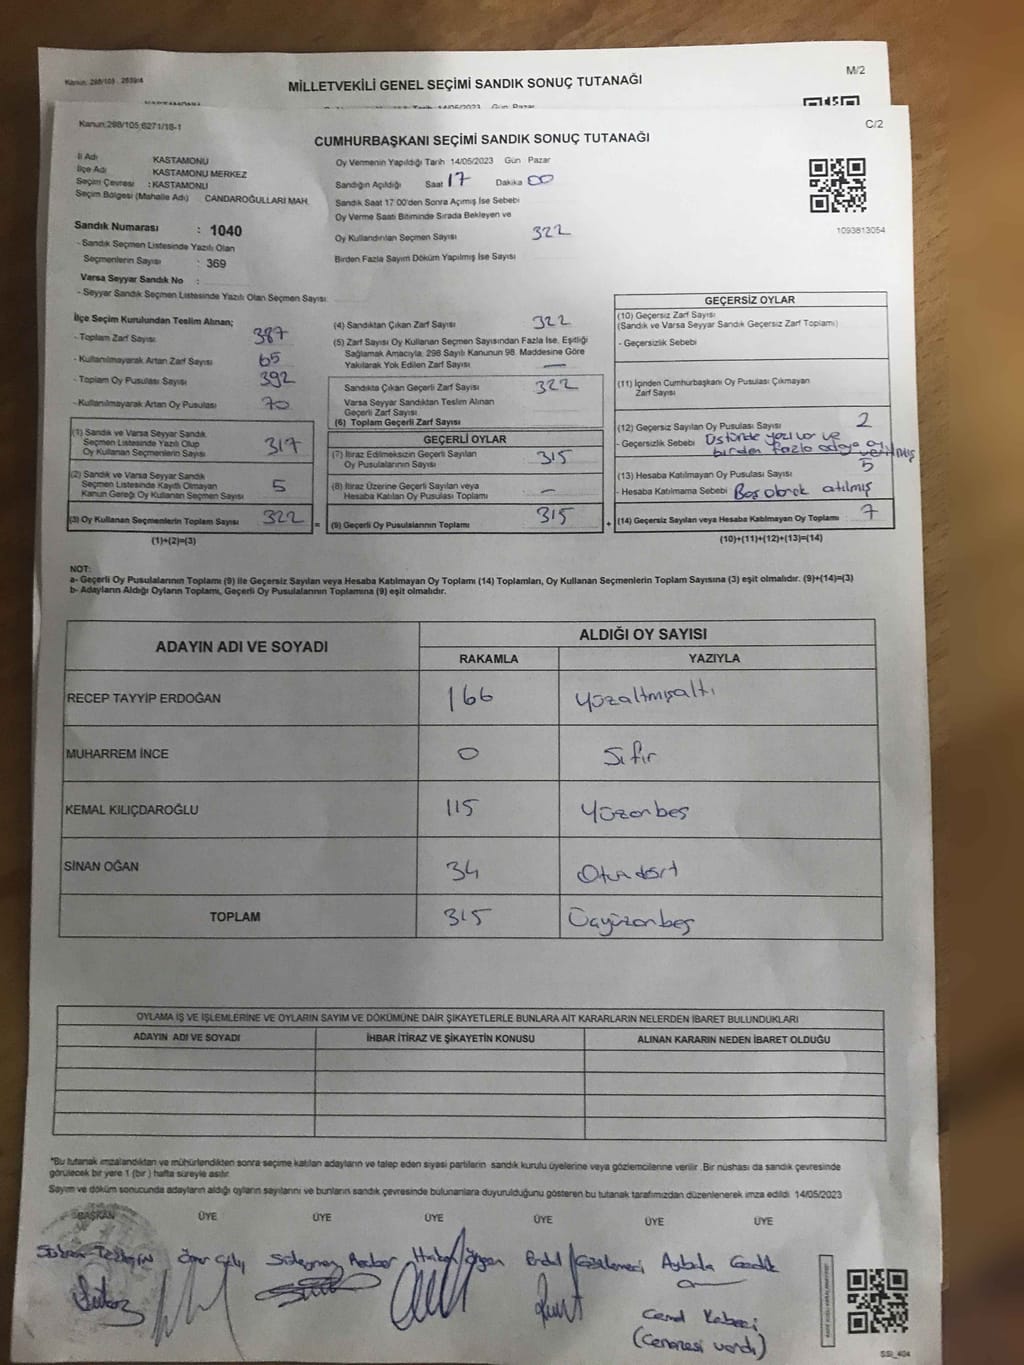 Kanun: 298/105 - 2839/4
M/2
MİLLETVEKİLİ GENEL SEÇİMİ SANDIK SONUÇ TUTANAĞI
KASTAMONU
14/05/2023 Gün Pazar
Kanun:298/105;6271/18-1
C/2
CUMHURBAŞKANI SEÇİMİ SANDIK SONUÇ TUTANAĞI
İl Adı KASTAMONU
İlçe Adı KASTAMONU MERKEZ
Seçim Çevresi : KASTAMONU
Seçim Bölgesi (Mahalle Adı) CANDAROĞULLARI MAH.
Oy Vermenin Yapıldığı Tarih 14/05/2023 Gün Pazar
Sandığın Açıldığı Saat 17 Dakika 00
Sandık Saat 17:00'den Sonra Açımış İse Sebebi
Oy Verme Saati Bitiminde Sırada Bekleyen ve
Oy Kullandırılan Seçmen Sayısı 322
Birden Fazla Sayım Döküm Yapılmış İse Sayısı
1093813054
Sandık Numarası : 1040
- Sandık Seçmen Listesinde Yazılı Olan
Seçmenlerin Sayısı : 369
Varsa Seyyar Sandık No :
- Seyyar Sandık Seçmen Listesinde Yazılı Olan Seçmen Sayısı
İlçe Seçim Kurulundan Teslim Alınan;
- Toplam Zarf Sayısı 387
- Kullanılmayarak Artan Zarf Sayısı 65
- Toplam Oy Pusulası Sayısı 392
- Kullanılmayarak Artan Oy Pusulası 70
(1) Sandık ve Varsa Seyyar Sandık
Seçmen Listesinde Yazılı Olup
Oy Kullanan Seçmenlerin Sayısı 317
(2) Sandık ve Varsa Seyyar Sandık
Seçmen Listesinde Kayıtlı Olmayan
Kanun Gereği Oy Kullanan Seçmen Sayısı 5
(3) Oy Kullanan Seçmenlerin Toplam Sayısı 322 =
(1)+(2)=(3)
(4) Sandıktan Çıkan Zarf Sayısı 322
(5) Zarf Sayısı Oy Kullanan Seçmen Sayısından Fazla İse, Eşitliği
Sağlamak Amacıyla, 298 Sayılı Kanunun 98. Maddesine Göre
Yakılarak Yok Edilen Zarf Sayısı —
Sandıkta Çıkan Geçerli Zarf Sayısı 322
Varsa Seyyar Sandıktan Teslim Alınan
Geçerli Zarf Sayısı
(6) Toplam Geçerli Zarf Sayısı
GEÇERLİ OYLAR
(7) İtiraz Edilmeksizin Geçerli Sayılan
Oy Pusulalarının Sayısı 315
(8) İtiraz Üzerine Geçerli Sayılan veya
Hesaba Katılan Oy Pusulası Toplamı —
(9) Geçerli Oy Pusulalarının Toplamı 315 +
GEÇERSİZ OYLAR
(10) Geçersiz Zarf Sayısı
(Sandık ve Varsa Seyyar Sandık Geçersiz Zarf Toplamı)
- Geçersizlik Sebebi
(11) İçinden Cumhurbaşkanı Oy Pusulası Çıkmayan
Zarf Sayısı
(12) Geçersiz Sayılan Oy Pusulası Sayısı 2
- Geçersizlik Sebebi Üstünde yazı var ve
birden fazla adaya oy verilmiş
(13) Hesaba Katılmayan Oy Pusulası Sayısı 5
- Hesaba Katılmama Sebebi Boş olarak atılmış
(14) Geçersiz Sayılan veya Hesaba Katılmayan Oy Toplamı 7
(10)+(11)+(12)+(13)=(14)
NOT:
a- Geçerli Oy Pusulalarının Toplamı (9) ile Geçersiz Sayılan veya Hesaba Katılmayan Oy Toplamı (14) Toplamları, Oy Kullanan Seçmenlerin Toplam Sayısına (3) eşit olmalıdır. (9)+(14)=(3)
b- Adayların Aldığı Oyların Toplamı, Geçerli Oy Pusulalarının Toplamına (9) eşit olmalıdır.
ADAYIN ADI VE SOYADI
ALDIĞI OY SAYISI
RAKAMLA YAZIYLA
RECEP TAYYİP ERDOĞAN 166 Yüzaltmışaltı
MUHARREM İNCE 0 Sıfır
KEMAL KILIÇDAROĞLU 115 Yüzonbeş
SİNAN OĞAN 34 Otuzdört
TOPLAM 315 Üçyüzonbeş
OYLAMA İŞ VE İŞLEMLERİNE VE OYLARIN SAYIM VE DÖKÜMÜNE DAİR ŞİKAYETLERLE BUNLARA AİT KARARLARIN NELERDEN İBARET BULUNDUKLARI
ADAYIN ADI VE SOYADI İHBAR İTİRAZ VE ŞİKAYETİN KONUSU ALINAN KARARIN NEDEN İBARET OLDUĞU
*Bu tutanak imzalandıktan ve mühürlendikten sonra seçime katılan adayların ve talep eden siyasi partilerin sandık kurulu üyelerine veya gözlemcilerine verilir .Bir nüshası da sandık çevresinde
görülecek bir yere 1 (bir ) hafta süreyle asılır.
Sayım ve döküm sonucunda adayların aldığı oyların sayılarını ve bunların sandık çevresinde bulunanlara duyurulduğunu gösteren bu tutanak tarafımızdan düzenlenerek imza edildi. 14/05/2023
BAŞKAN ÜYE ÜYE ÜYE ÜYE ÜYE ÜYE
Süleyman Hakan Erdal Aybala Gedik
Cemal
(Cenazesi vardı)
SSİ_404